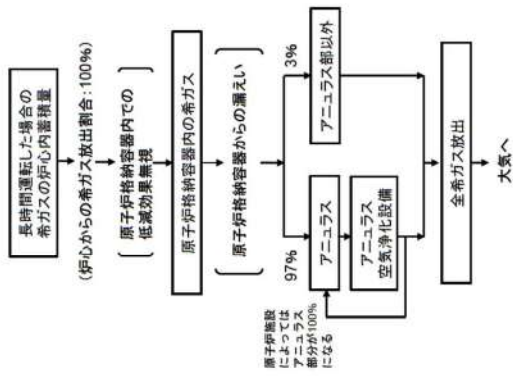 長時間運転した場合の
希ガスの炉心内蓄積量
(炉心からの希ガス放出割合:100%)
原子炉格納容器内での
低減効果無視
原子炉格納容器内の希ガス
原子炉格納容器からの漏えい
97%
3%
原子炉施設
によっては
アニュラス
部分が100%
になる
アニュラス
アニュラス部以外
アニュラス
空気浄化設備
全希ガス放出
大気へ